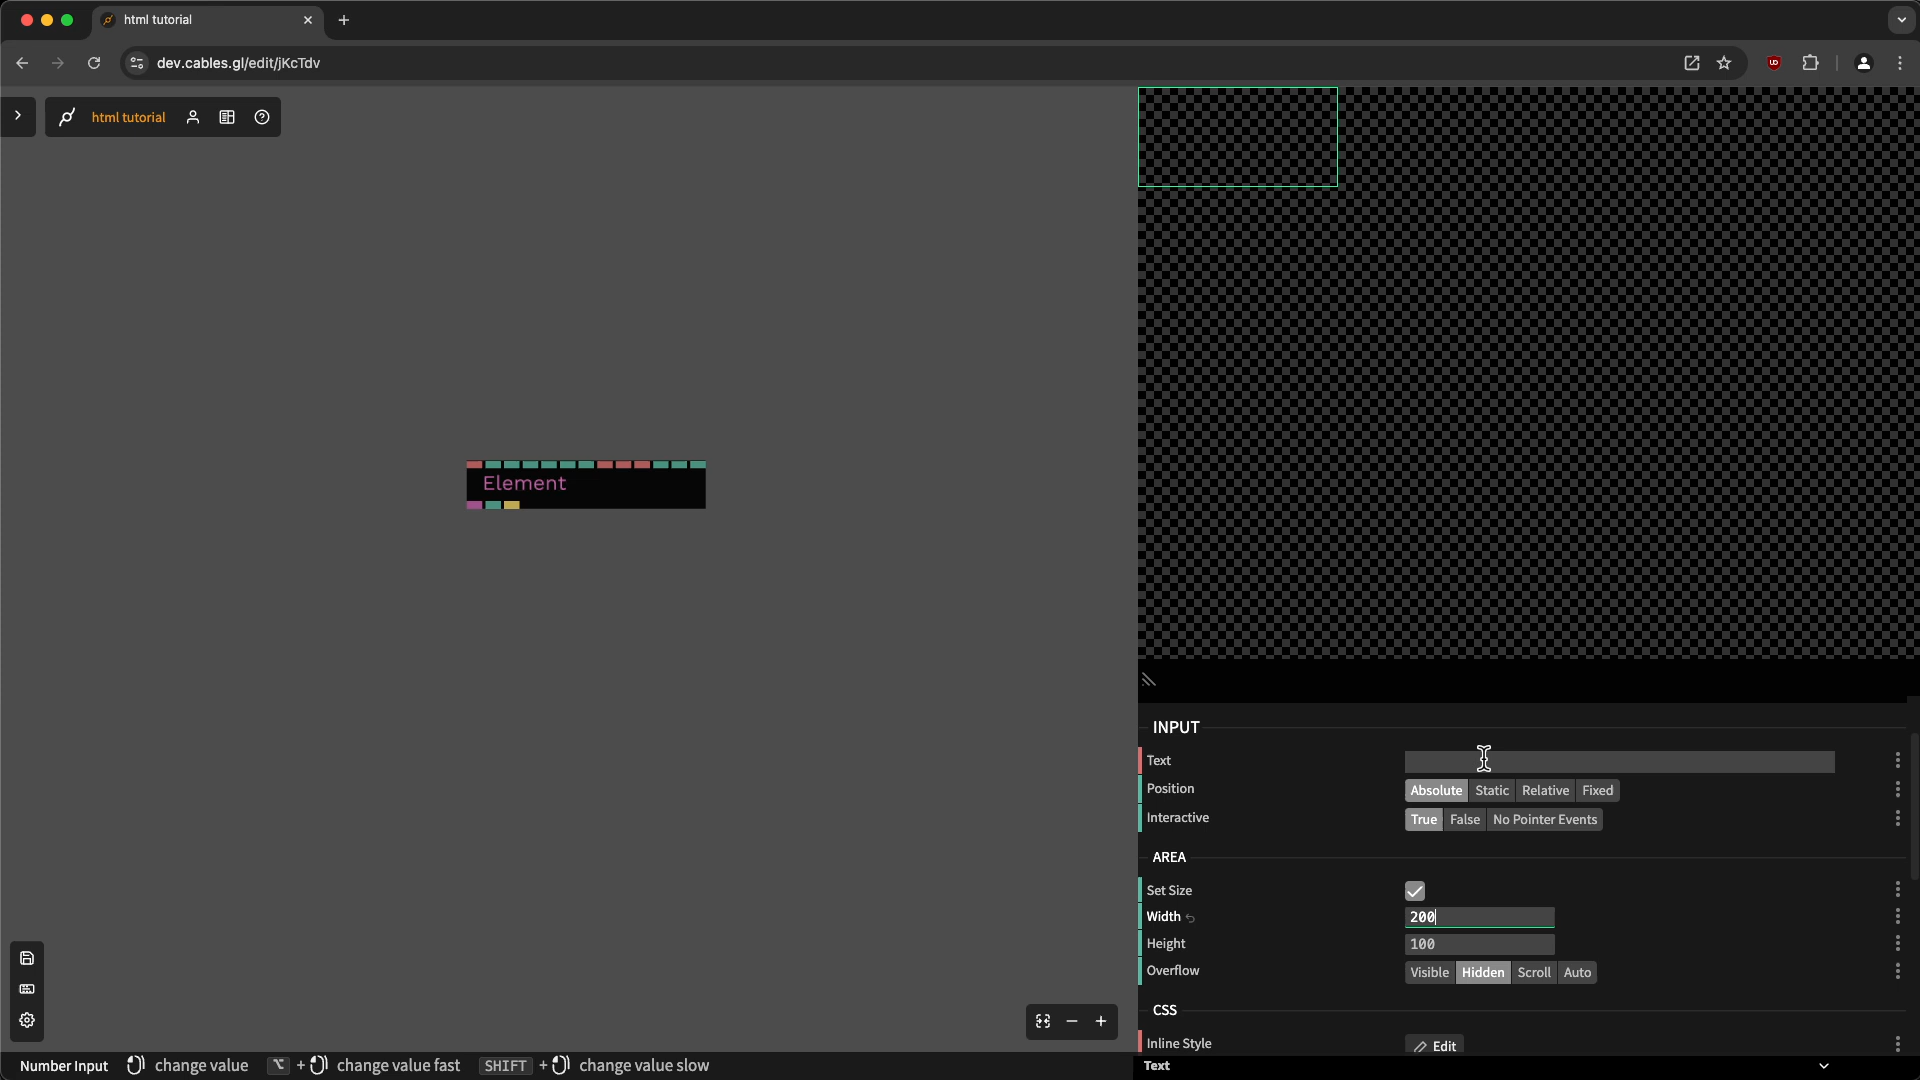 html tutorial
dev.cables.gl/edit/jKcTdv
html tutorial
Element
INPUT
Text
Position Absolute Static Relative Fixed
Interactive True False No Pointer Events
AREA
Set Size
Width 200
Height 100
Overflow Visible Hidden Scroll Auto
CSS
Inline Style Edit
Number Input change value ⌥ + change value fast SHIFT + change value slow
Text